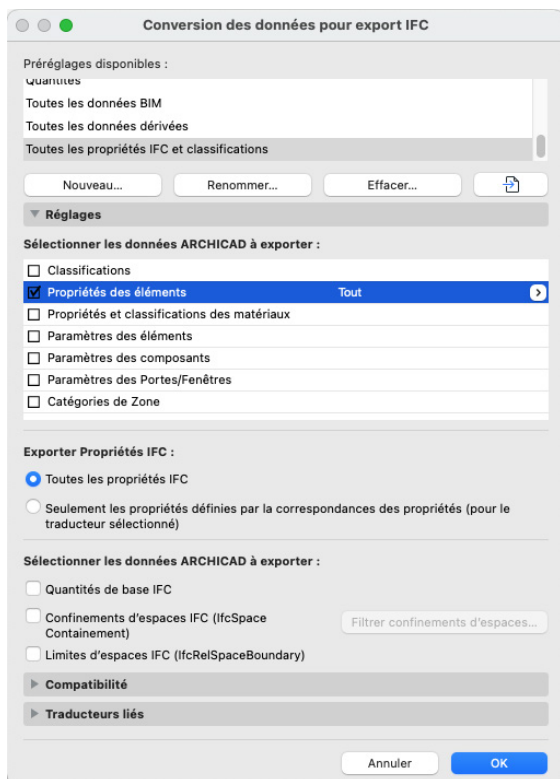 Conversion des données pour export IFC
Préréglages disponibles :
Quantités
Toutes les données BIM
Toutes les données dérivées
Toutes les propriétés IFC et classifications
Nouveau...
Renommer...
Effacer...
Réglages
Sélectionner les données ARCHICAD à exporter :
Classifications
Propriétés des éléments Tout
Propriétés et classifications des matériaux
Paramètres des éléments
Paramètres des composants
Paramètres des Portes/Fenêtres
Catégories de Zone
Exporter Propriétés IFC :
Toutes les propriétés IFC
Seulement les propriétés définies par la correspondances des propriétés (pour le
traducteur sélectionné)
Sélectionner les données ARCHICAD à exporter :
Quantités de base IFC
Confinements d'espaces IFC (IfcSpace
Containement)
Filtrer confinements d'espaces...
Limites d'espaces IFC (IfcRelSpaceBoundary)
Compatibilité
Traducteurs liés
Annuler
OK